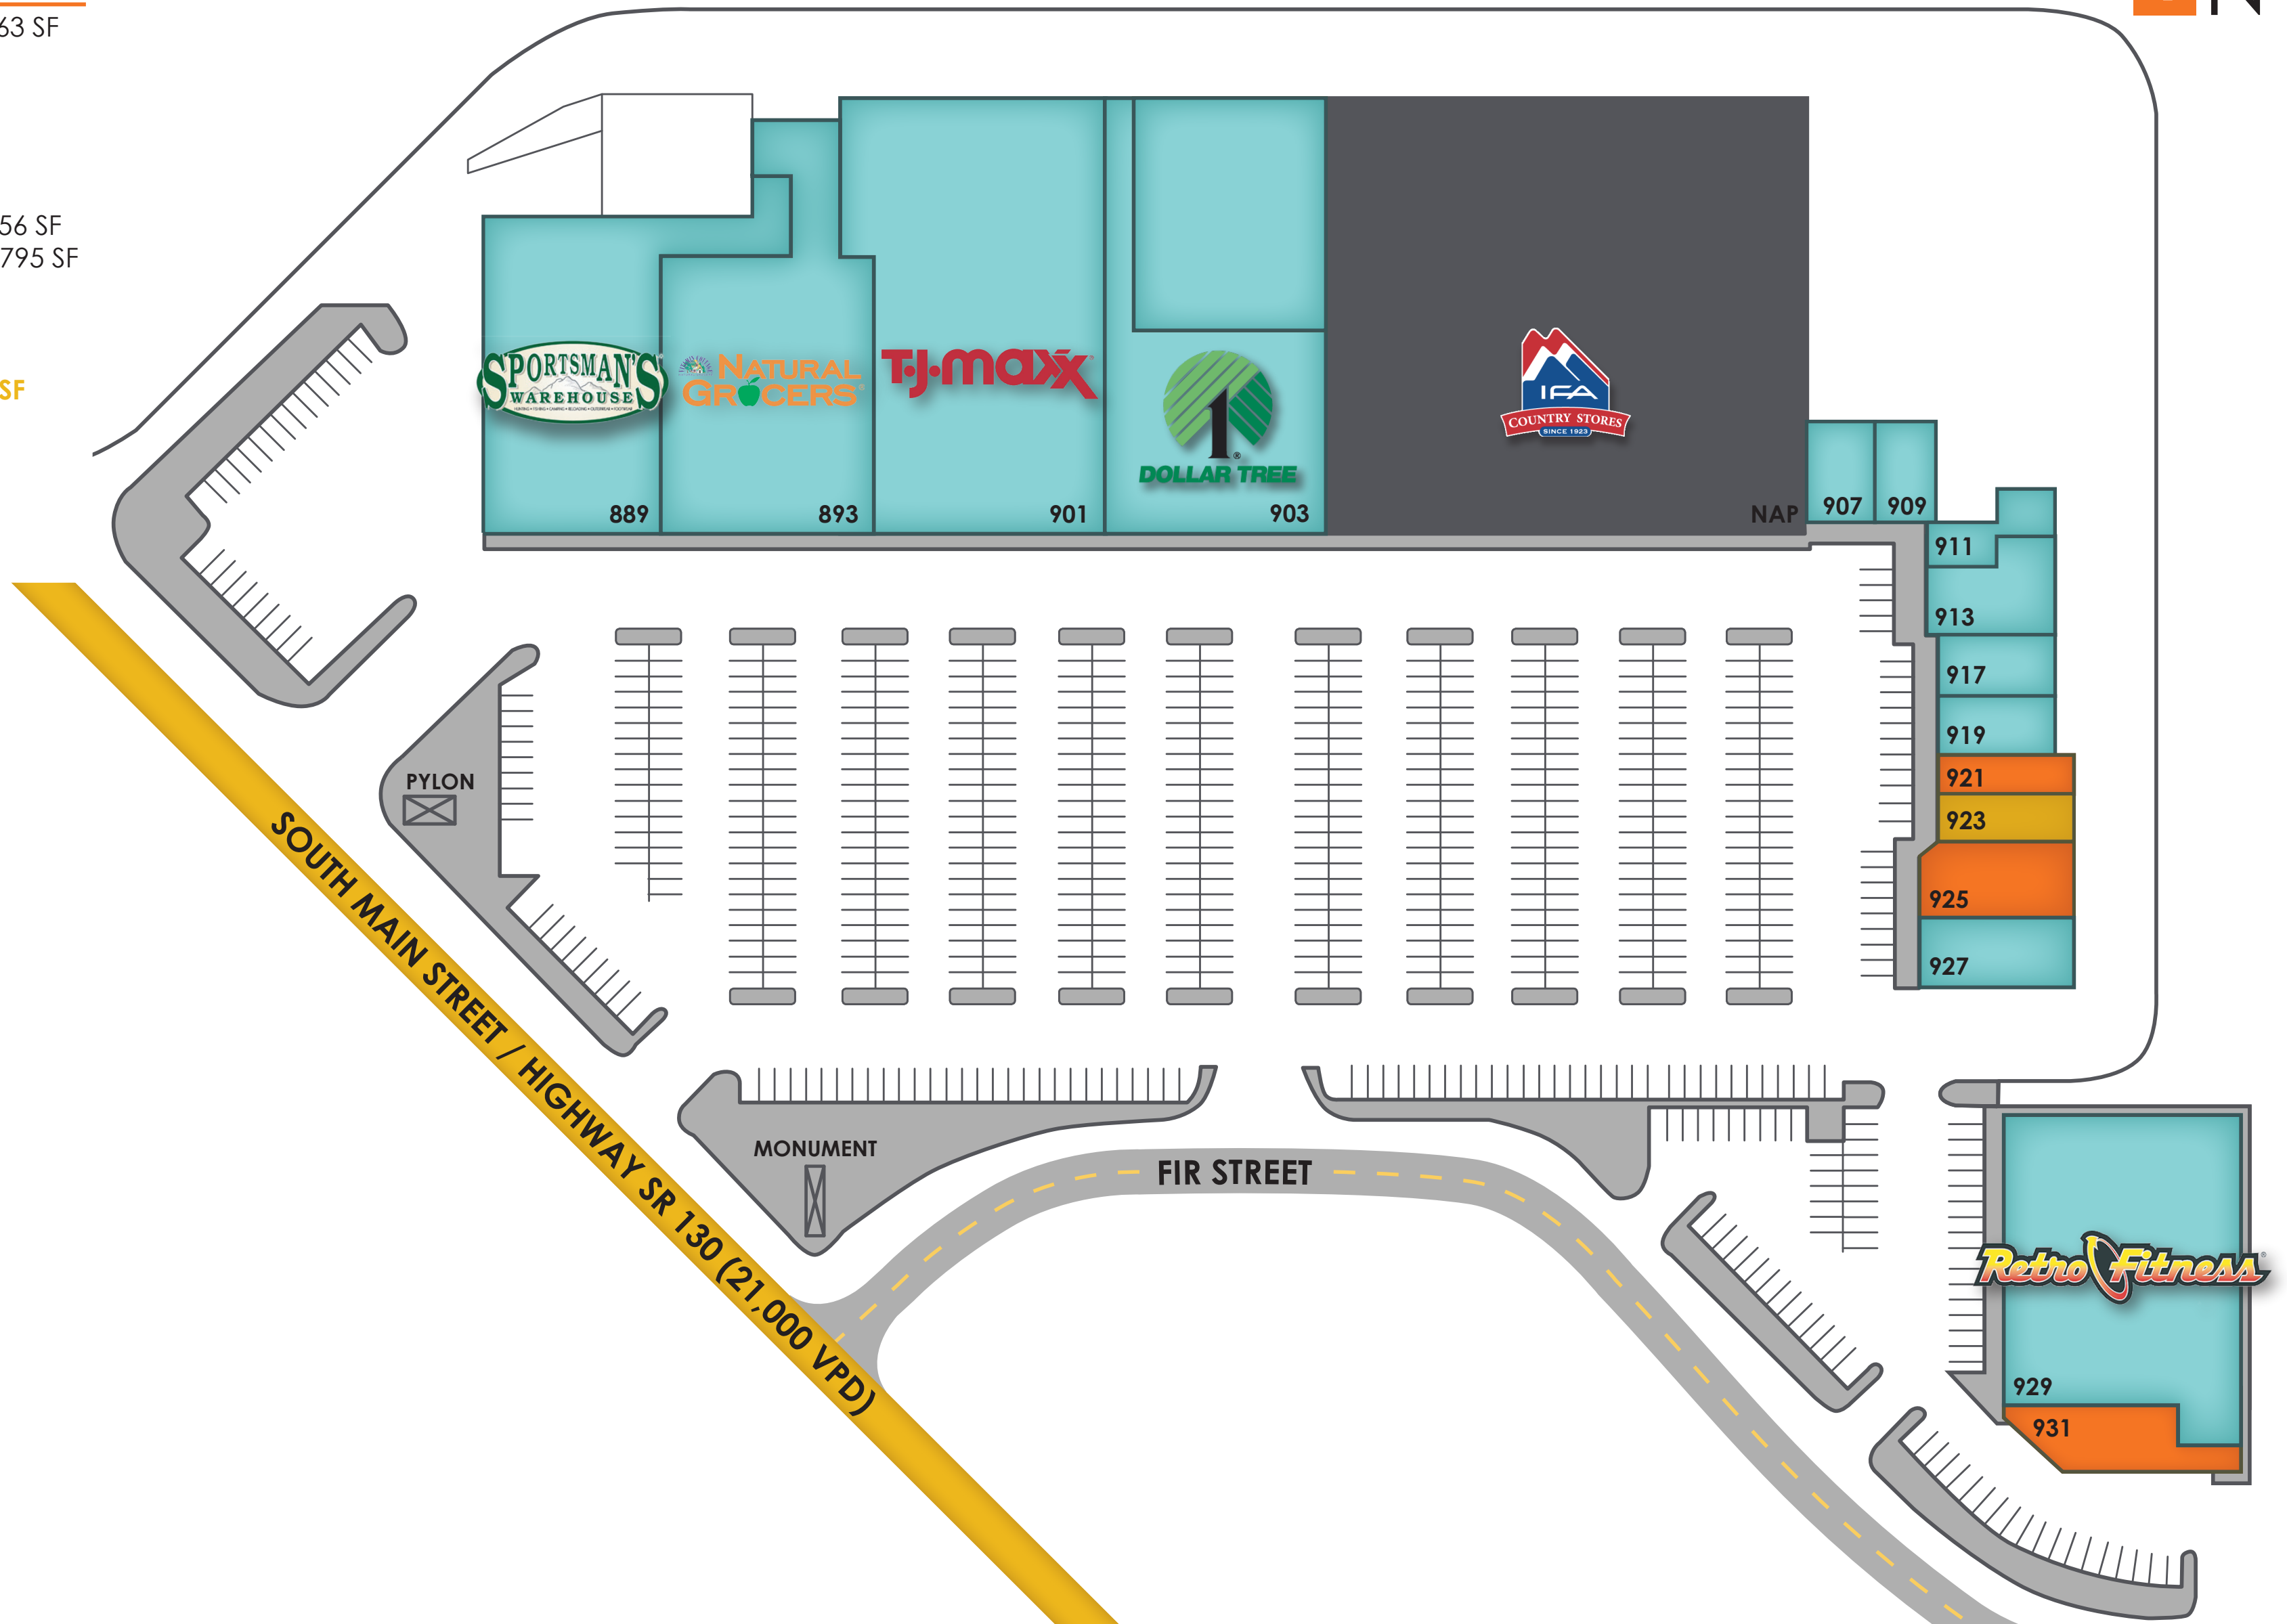 63 SF
56 SF
795 SF
SF
N
SPORTSMAN'S
WAREHOUSE
NATURAL
GROCERS
T·J·maxx
1
DOLLAR TREE
IFA
COUNTRY STORES
SINCE 1923
889
893
901
903
NAP
907
909
911
913
917
919
921
923
925
927
PYLON
SOUTH MAIN STREET / HIGHWAY SR 130 (21,000 VPD)
MONUMENT
FIR STREET
Retro Fitness
929
931